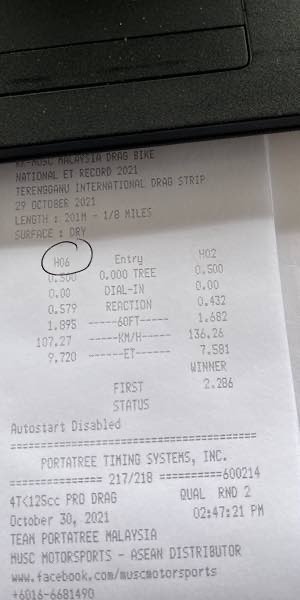 MUSC MALAYSIA DRAG BIKE
NATIONAL ET RECORD 2021
TERENGGANU INTERNATIONAL DRAG STRIP
29 OCTOBER 2021
LENGTH : 201M - 1/8 MILES
SURFACE : DRY
H06 Entry H02
0.500 0.000 TREE 0.500
0.00 DIAL-IN 0.00
0.579 REACTION 0.432
1.895 -----60FT----- 1.682
107.27 -----KM/H----- 136.26
9.720 ------ET------ 7.581
WINNER
FIRST 2.286
STATUS
Autostart Disabled
========================================
PORTATREE TIMING SYSTEMS, INC.
=============== 217/218 ==========600214
4T<125cc PRO DRAG QUAL RND 2
October 30, 2021 02:47:21 PM
TEAM PORTATREE MALAYSIA
MUSC MOTORSPORTS - ASEAN DISTRIBUTOR
www.facebook.com/muscmotorsports
+6016-6681490